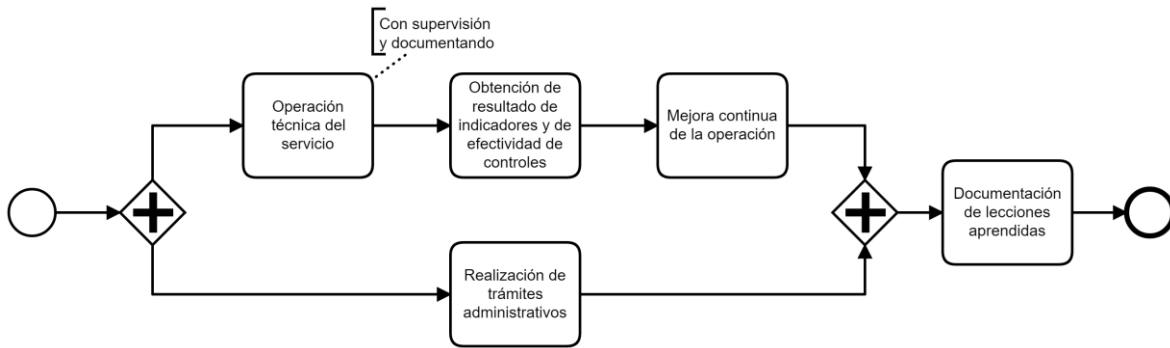 Con supervisión
y documentando
Operación
técnica del
servicio
Obtención de
resultado de
indicadores y de
efectividad de
controles
Mejora continua
de la operación
Realización de
trámites
administrativos
Documentación
de lecciones
aprendidas